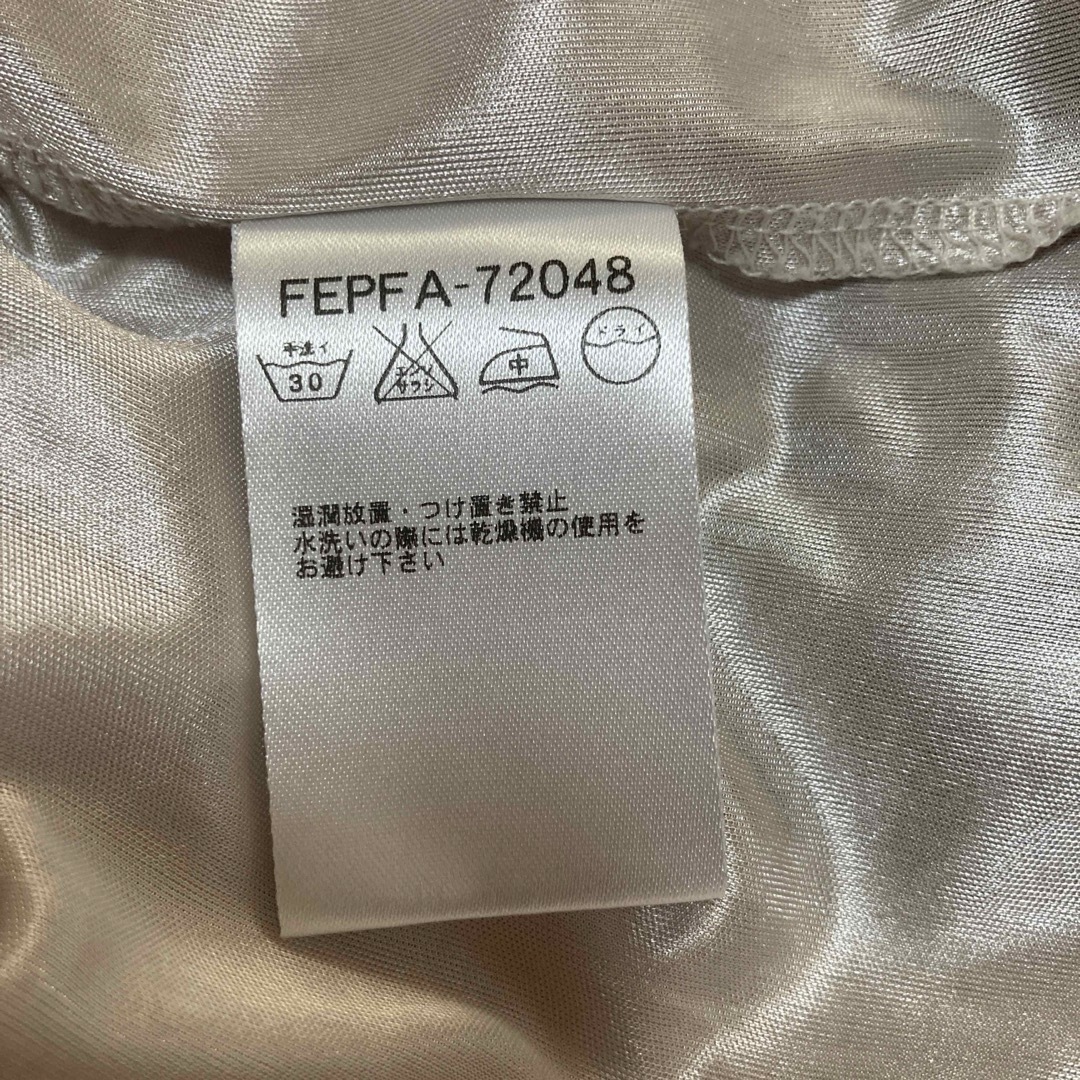 FEPFA-72048
手洗イ
30
エンソ
サラシ
中
ドライ
湿潤放置・つけ置き禁止
水洗いの際には乾燥機の使用を
お避け下さい